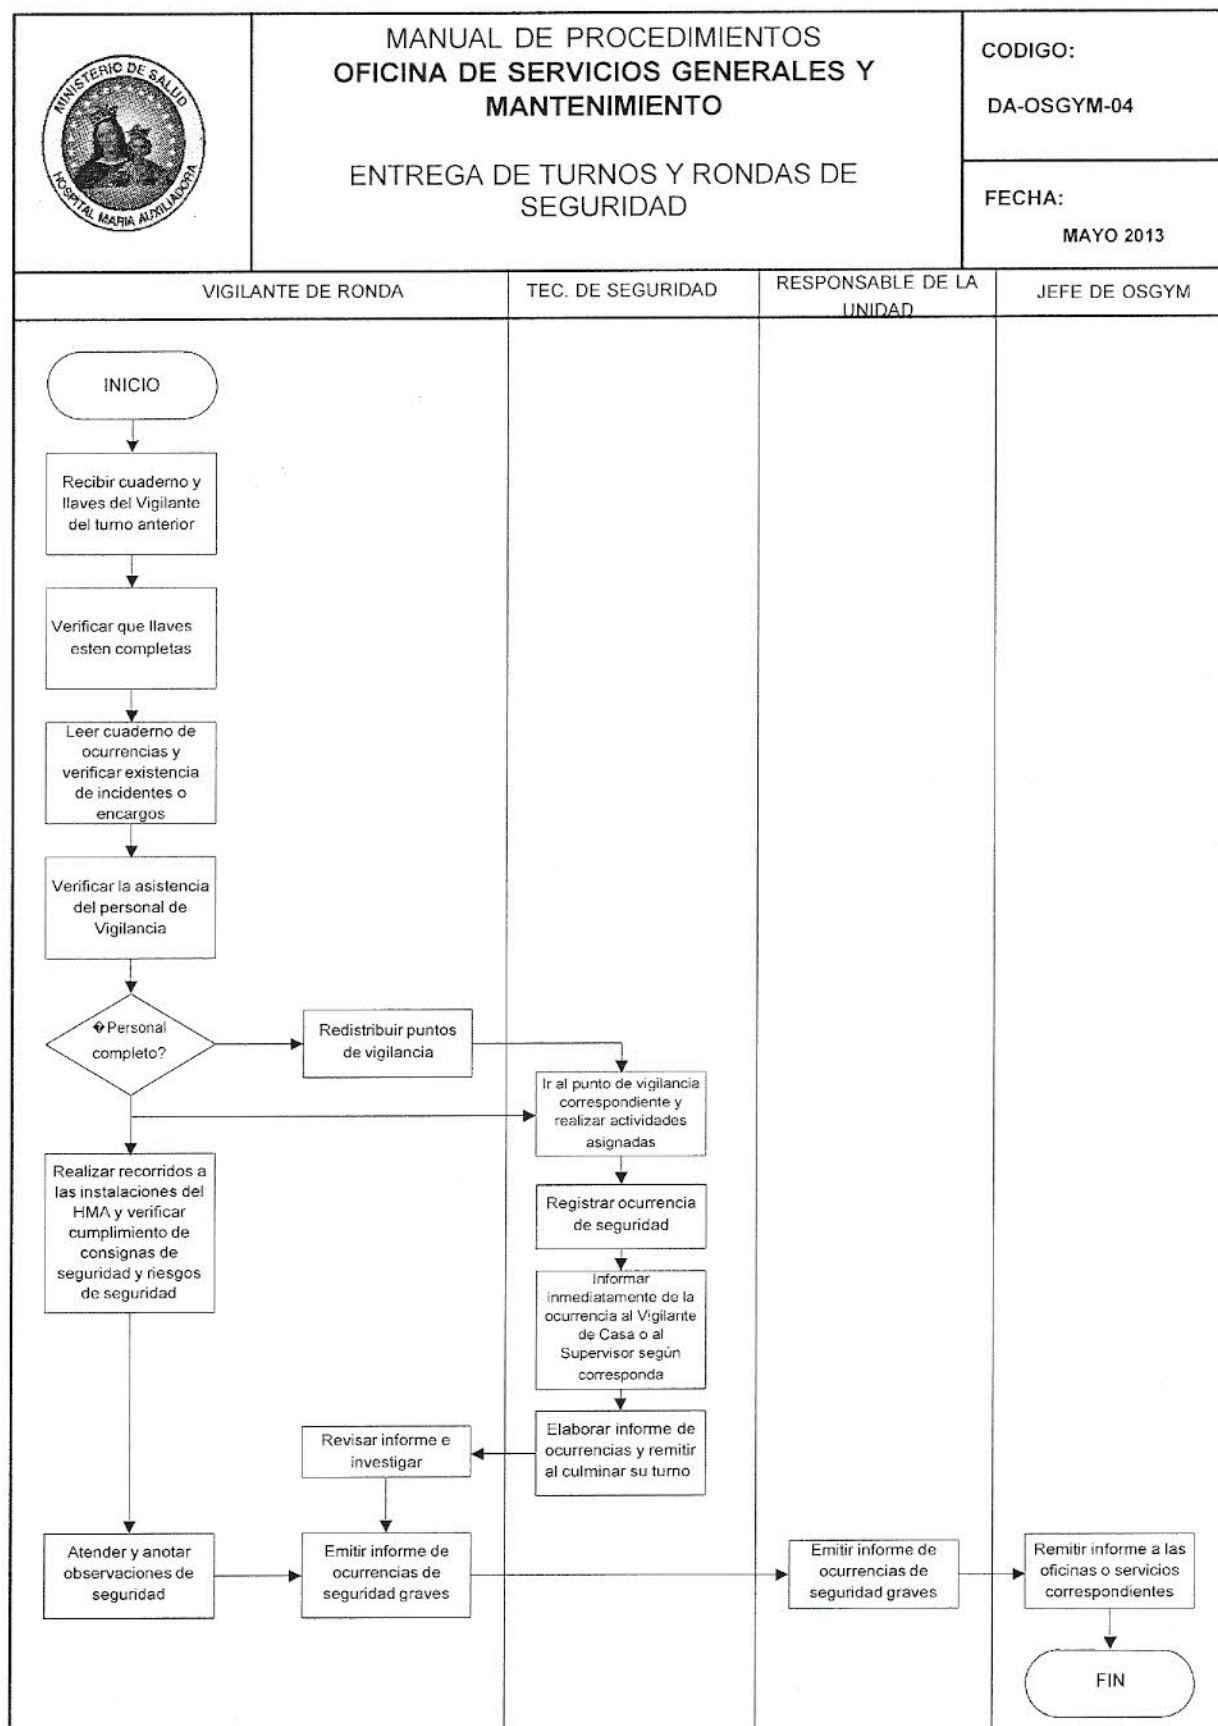 MINISTERIO DE SALUD
HOSPITAL MARIA AUXILIADORA
MANUAL DE PROCEDIMIENTOS
OFICINA DE SERVICIOS GENERALES Y
MANTENIMIENTO
ENTREGA DE TURNOS Y RONDAS DE
SEGURIDAD
CODIGO:
DA-OSGYM-04
FECHA:
MAYO 2013
VIGILANTE DE RONDA
TEC. DE SEGURIDAD
RESPONSABLE DE LA
UNIDAD
JEFE DE OSGYM
INICIO
Recibir cuaderno y
llaves del Vigilante
del turno anterior
Verificar que llaves
esten completas
Leer cuaderno de
ocurrencias y
verificar existencia
de incidentes o
encargos
Verificar la asistencia
del personal de
Vigilancia
�Personal
completo?
Redistribuir puntos
de vigilancia
Ir al punto de vigilancia
correspondiente y
realizar actividades
asignadas
Realizar recorridos a
las instalaciones del
HMA y verificar
cumplimiento de
consignas de
seguridad y riesgos
de seguridad
Registrar ocurrencia
de seguridad
Informar
inmediatamente de la
ocurrencia al Vigilante
de Casa o al
Supervisor según
corresponda
Elaborar informe de
ocurrencias y remitir
al culminar su turno
Revisar informe e
investigar
Atender y anotar
observaciones de
seguridad
Emitir informe de
ocurrencias de
seguridad graves
Emitir informe de
ocurrencias de
seguridad graves
Remitir informe a las
oficinas o servicios
correspondientes
FIN